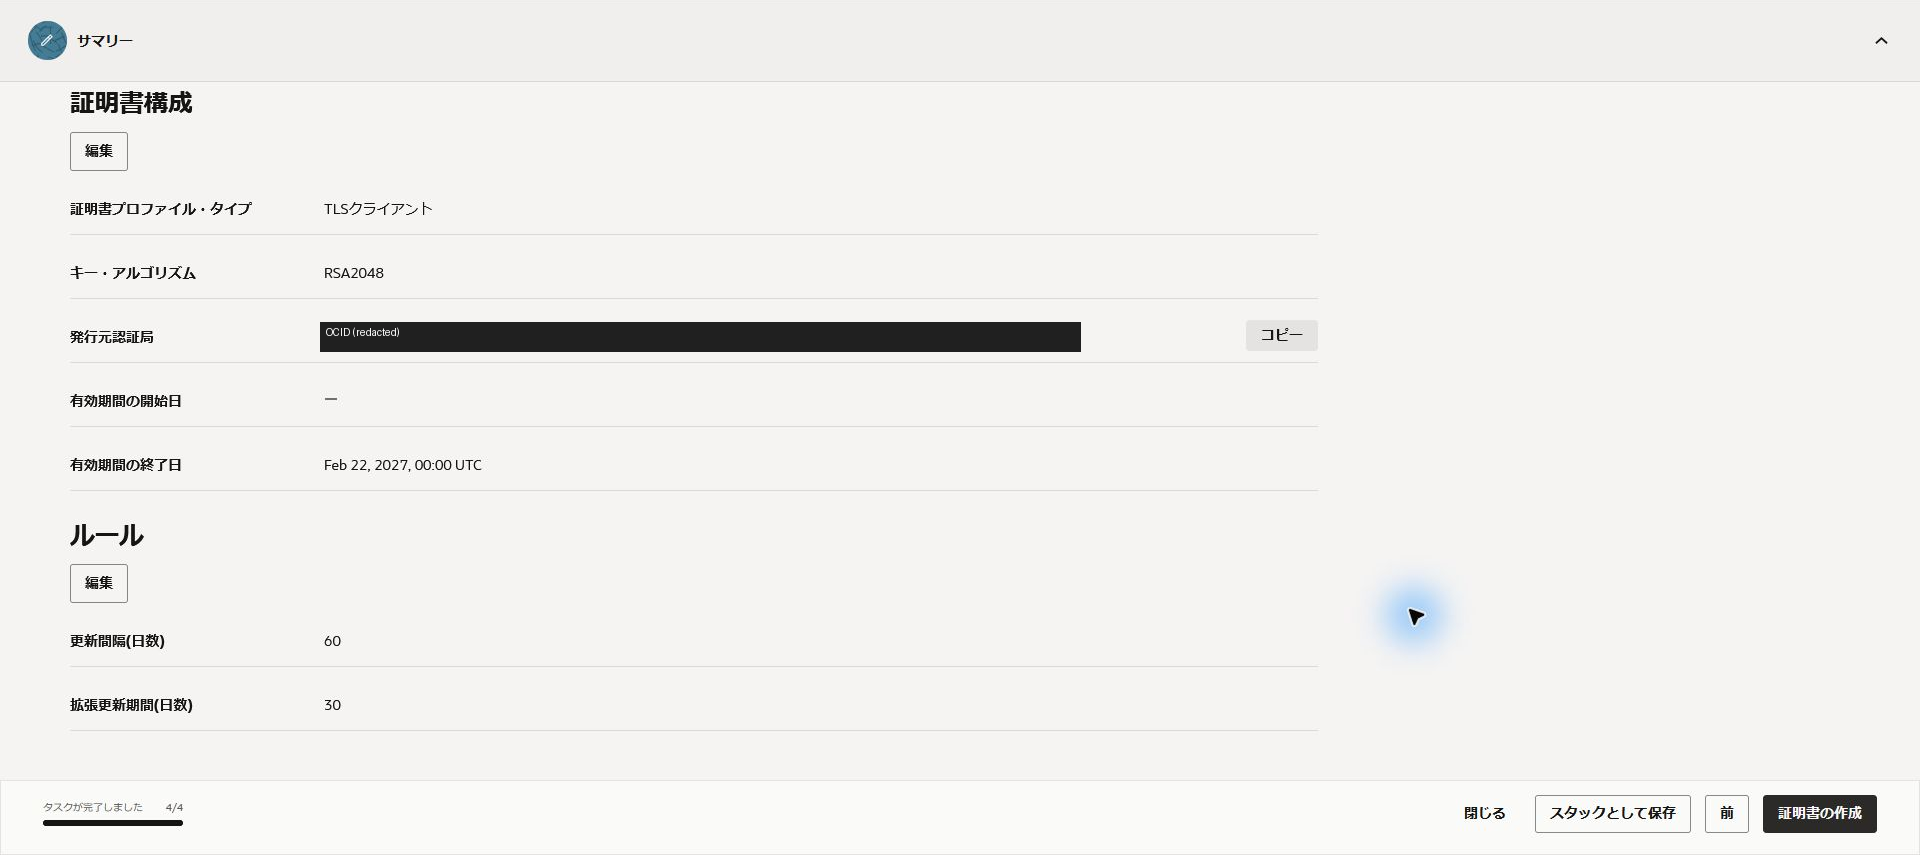 サマリー
証明書構成
編集
証明書プロファイル・タイプ TLSクライアント
キー・アルゴリズム RSA2048
発行元認証局 OCID (redacted) コピー
有効期間の開始日 —
有効期間の終了日 Feb 22, 2027, 00:00 UTC
ルール
編集
更新間隔(日数) 60
拡張更新期間(日数) 30
タスクが完了しました 4/4 閉じる スタックとして保存 前 証明書の作成